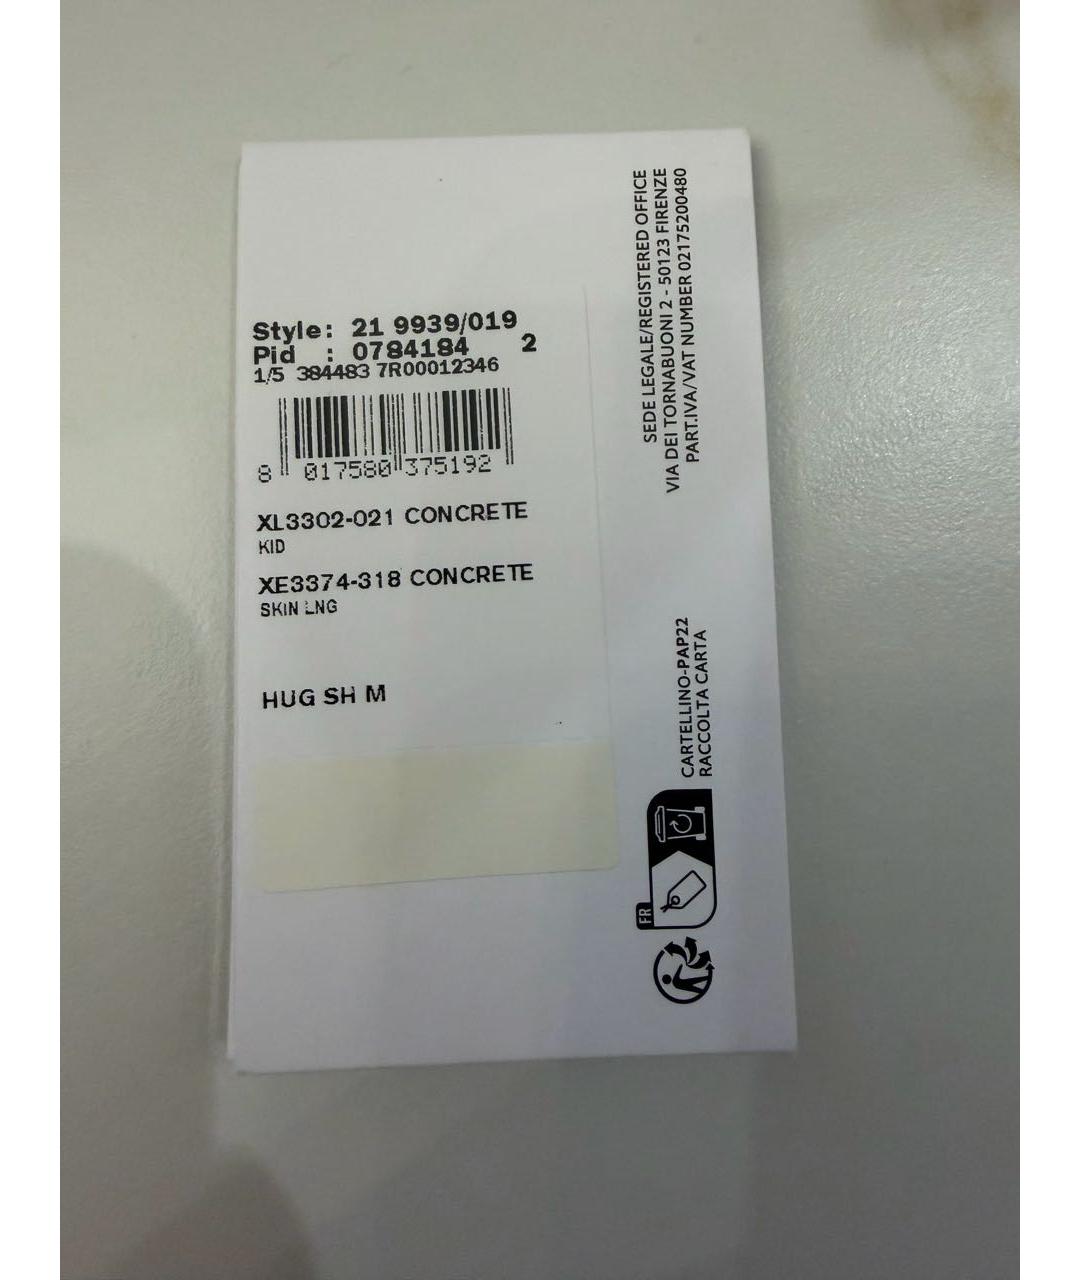 Style: 21 9939/019
Pid : 0784184 2
1/5 384483 7R00012346
8 017580 375192
XL3302-021 CONCRETE
KID
XE3374-318 CONCRETE
SKIN LNG
HUG SH M
SEDE LEGALE/REGISTERED OFFICE
VIA DEI TORNABUONI 2 - 50123 FIRENZE
PART.IVA/VAT NUMBER 02175200480
CARTELLINO-PAP22
RACCOLTA CARTA
FR